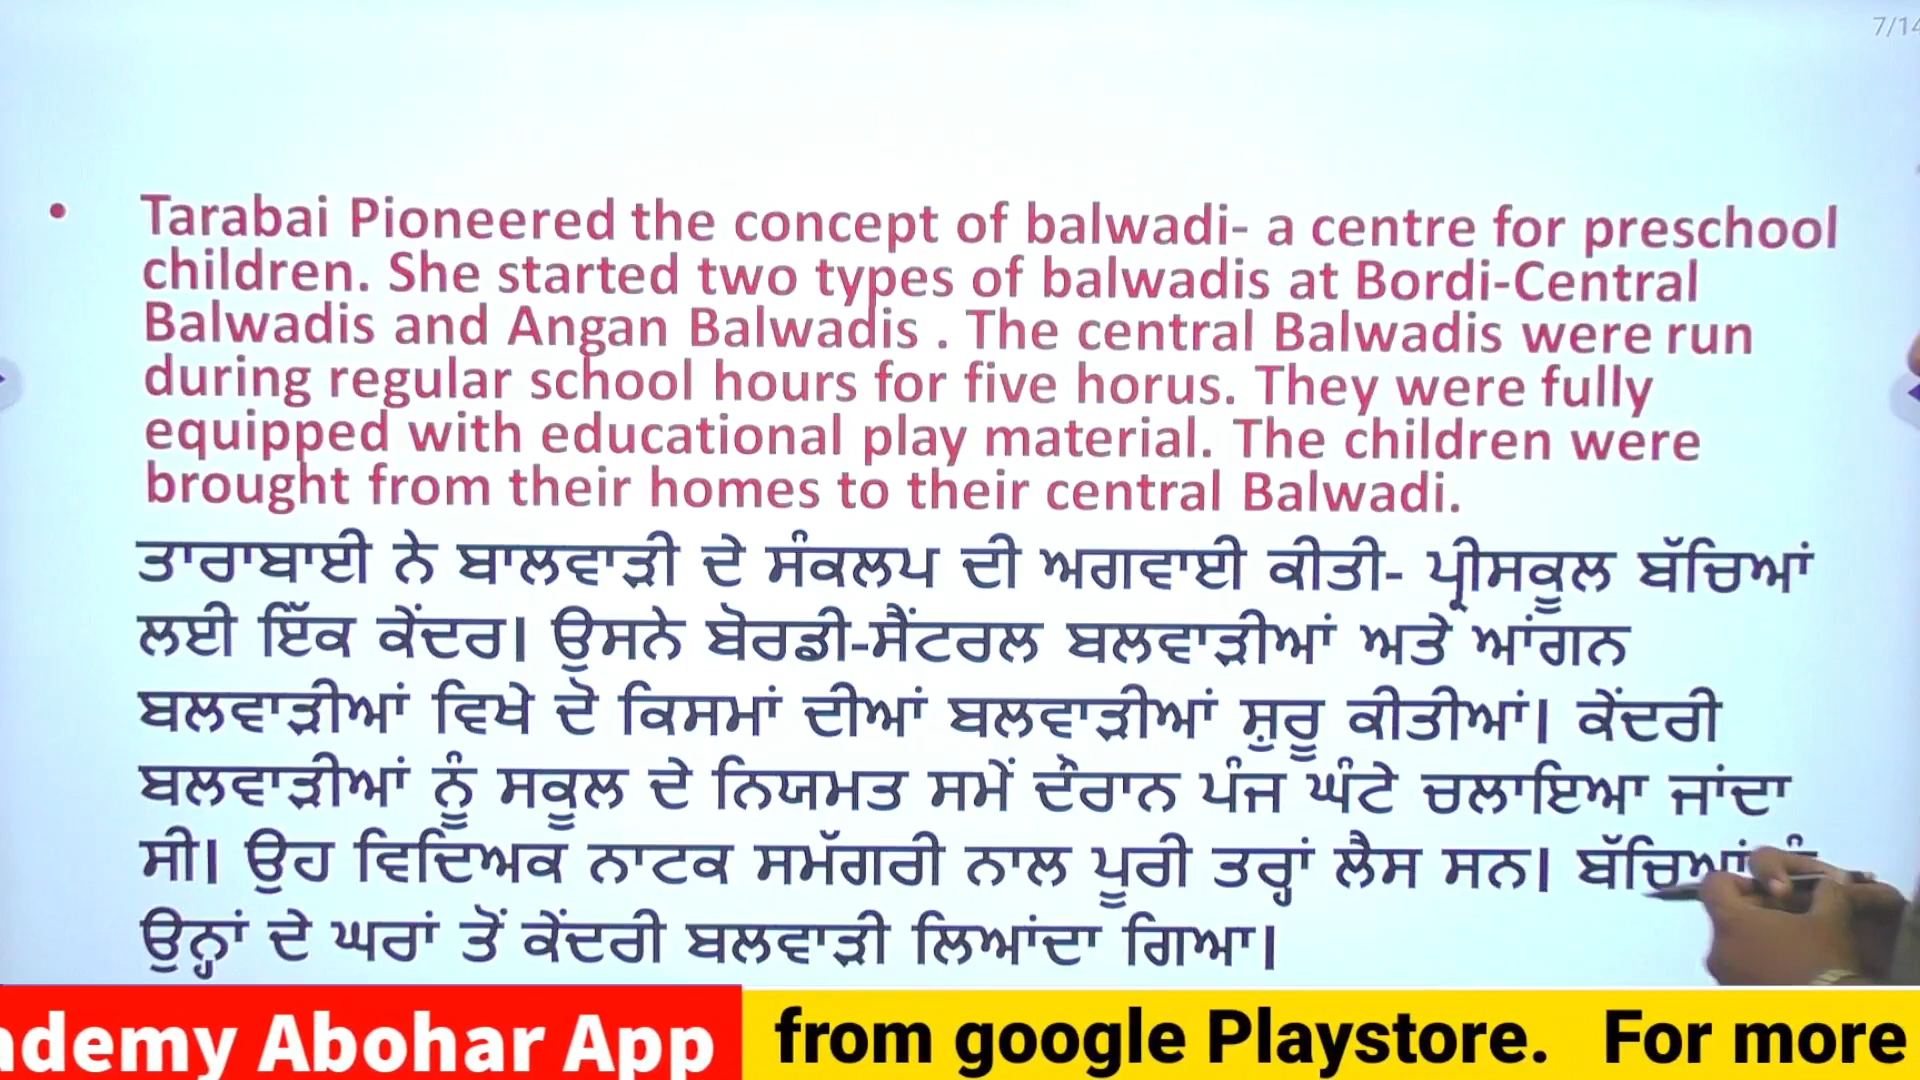 7/14
• Tarabai Pioneered the concept of balwadi- a centre for preschool
children. She started two types of balwadis at Bordi-Central
Balwadis and Angan Balwadis . The central Balwadis were run
during regular school hours for five horus. They were fully
equipped with educational play material. The children were
brought from their homes to their central Balwadi.
ਤਾਰਾਬਾਈ ਨੇ ਬਾਲਵਾੜੀ ਦੇ ਸੰਕਲਪ ਦੀ ਅਗਵਾਈ ਕੀਤੀ- ਪ੍ਰੀਸਕੂਲ ਬੱਚਿਆਂ
ਲਈ ਇੱਕ ਕੇਂਦਰ। ਉਸਨੇ ਬੋਰਡੀ-ਸੈਂਟਰਲ ਬਲਵਾੜੀਆਂ ਅਤੇ ਆਂਗਨ
ਬਲਵਾੜੀਆਂ ਵਿਖੇ ਦੋ ਕਿਸਮਾਂ ਦੀਆਂ ਬਲਵਾੜੀਆਂ ਸ਼ੁਰੂ ਕੀਤੀਆਂ। ਕੇਂਦਰੀ
ਬਲਵਾੜੀਆਂ ਨੂੰ ਸਕੂਲ ਦੇ ਨਿਯਮਤ ਸਮੇਂ ਦੌਰਾਨ ਪੰਜ ਘੰਟੇ ਚਲਾਇਆ ਜਾਂਦਾ
ਸੀ। ਉਹ ਵਿਦਿਅਕ ਨਾਟਕ ਸਮੱਗਰੀ ਨਾਲ ਪੂਰੀ ਤਰ੍ਹਾਂ ਲੈਸ ਸਨ। ਬੱਚਿਆਂ
ਉਨ੍ਹਾਂ ਦੇ ਘਰਾਂ ਤੋਂ ਕੇਂਦਰੀ ਬਲਵਾੜੀ ਲਿਆਂਦਾ ਗਿਆ।
ademy Abohar App from google Playstore. For more